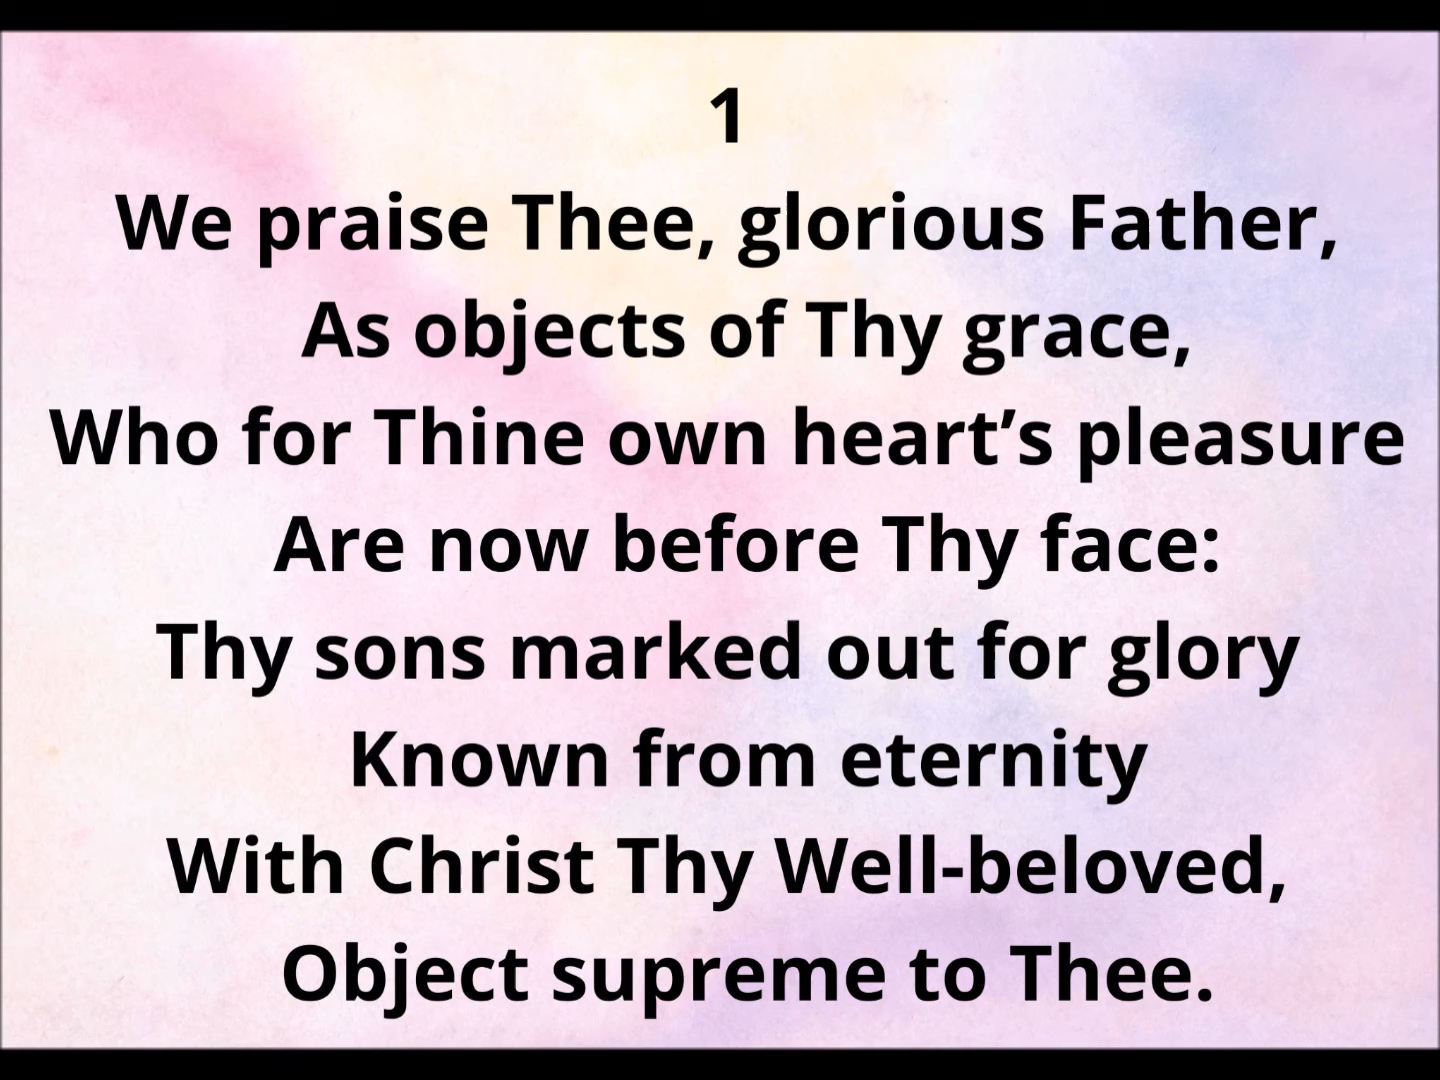 1
We praise Thee, glorious Father,
As objects of Thy grace,
Who for Thine own heart’s pleasure
Are now before Thy face:
Thy sons marked out for glory
Known from eternity
With Christ Thy Well-beloved,
Object supreme to Thee.